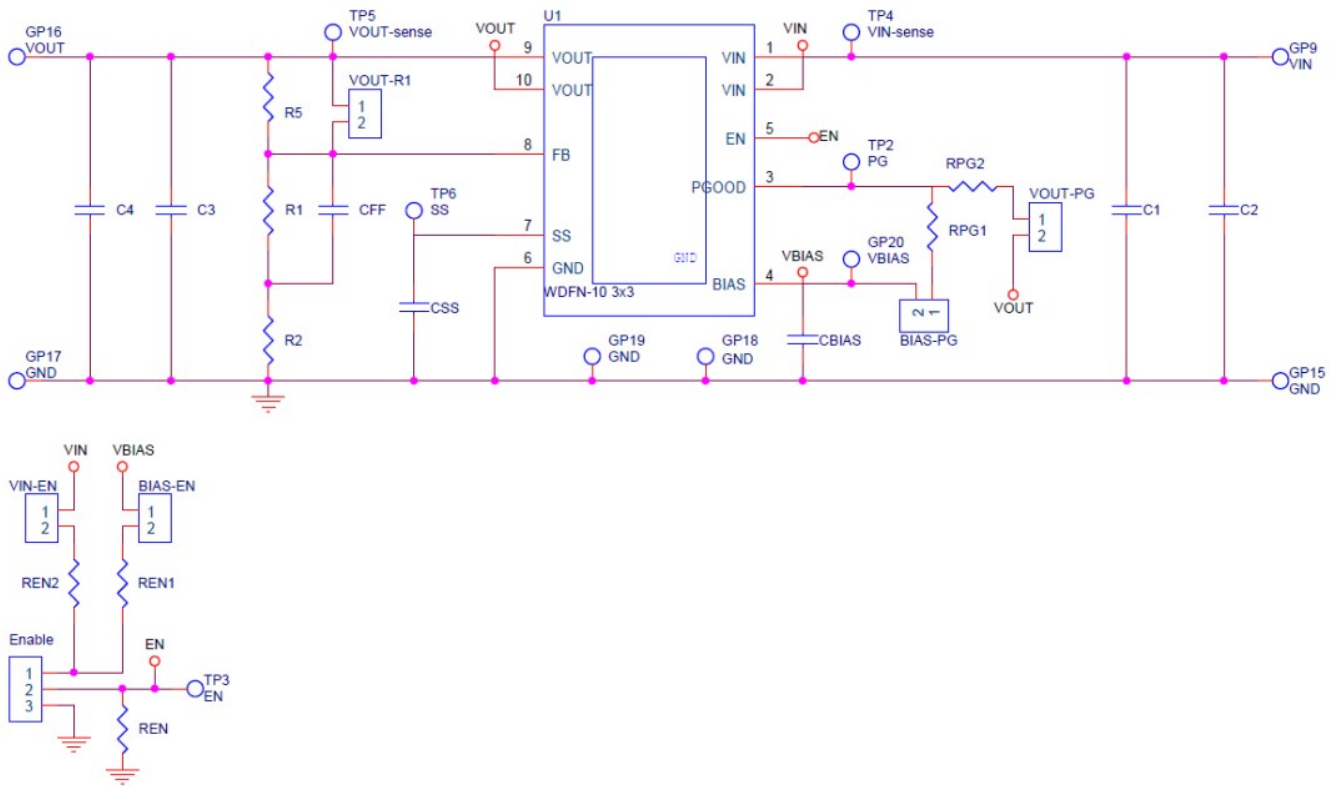 GP16
VOUT
TP5
VOUT-sense
VOUT
U1
VIN
TP4
VIN-sense
GP9
VIN
9
VOUT
VIN
1
10
VOUT
VIN
2
VOUT-R1
1
2
R5
EN
5
EN
8
FB
TP2
PG
RPG2
PGOOD
3
VOUT-PG
1
2
C4
C3
R1
CFF
TP6
SS
RPG1
C1
C2
7
SS
6
GND
GND
VBIAS
GP20
VBIAS
BIAS
4
WDFN-10 3x3
VOUT
CSS
2
1
BIAS-PG
CBIAS
R2
GP19
GND
GP18
GND
GP17
GND
GP15
GND
VIN
VBIAS
VIN-EN
1
2
BIAS-EN
1
2
REN2
REN1
Enable
1
2
3
EN
TP3
EN
REN